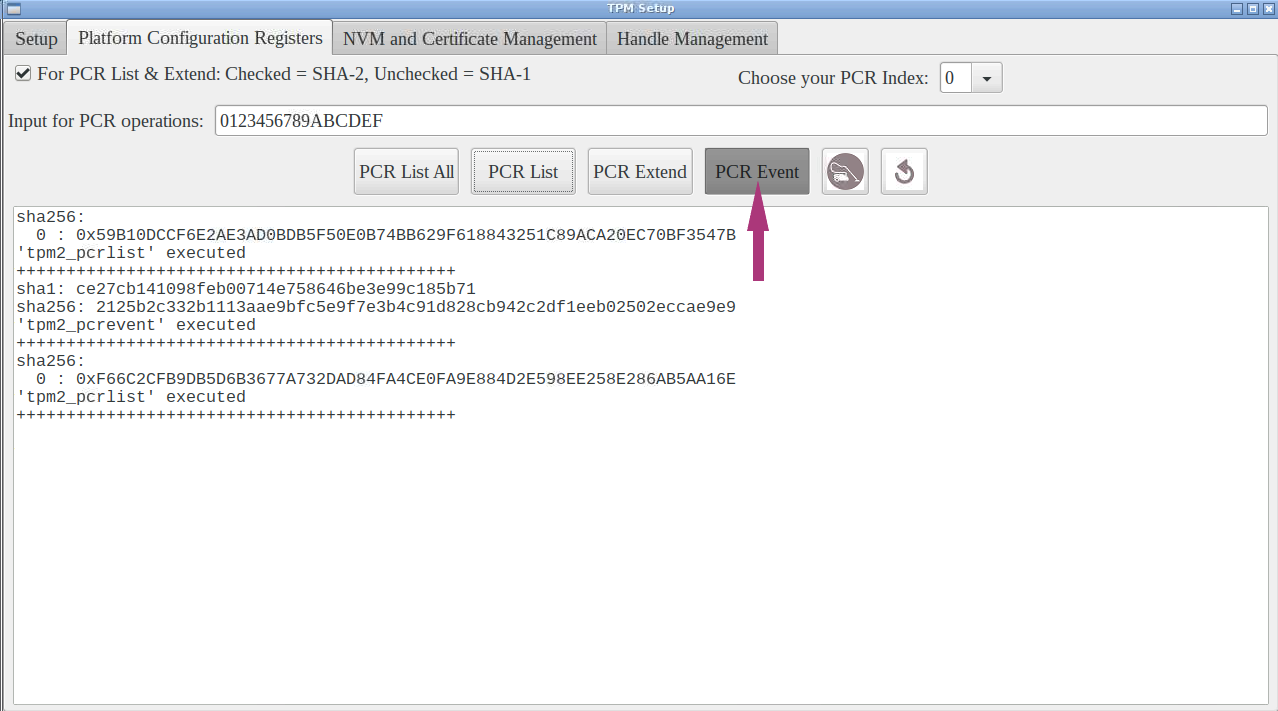 TPM Setup
Setup Platform Configuration Registers NVM and Certificate Management Handle Management
For PCR List & Extend: Checked = SHA-2, Unchecked = SHA-1 Choose your PCR Index: 0
Input for PCR operations: 0123456789ABCDEF
PCR List All PCR List PCR Extend PCR Event
sha256:
0 : 0x59B10DCCF6E2AE3AD0BDB5F50E0B74BB629F618843251C89ACA20EC70BF3547B
'tpm2_pcrlist' executed
++++++++++++++++++++++++++++++++++++++++++++
sha1: ce27cb141098feb00714e758646be3e99c185b71
sha256: 2125b2c332b1113aae9bfc5e9f7e3b4c91d828cb942c2df1eeb02502eccae9e9
'tpm2_pcrevent' executed
++++++++++++++++++++++++++++++++++++++++++++
sha256:
0 : 0xF66C2CFB9DB5D6B3677A732DAD84FA4CE0FA9E884D2E598EE258E286AB5AA16E
'tpm2_pcrlist' executed
++++++++++++++++++++++++++++++++++++++++++++